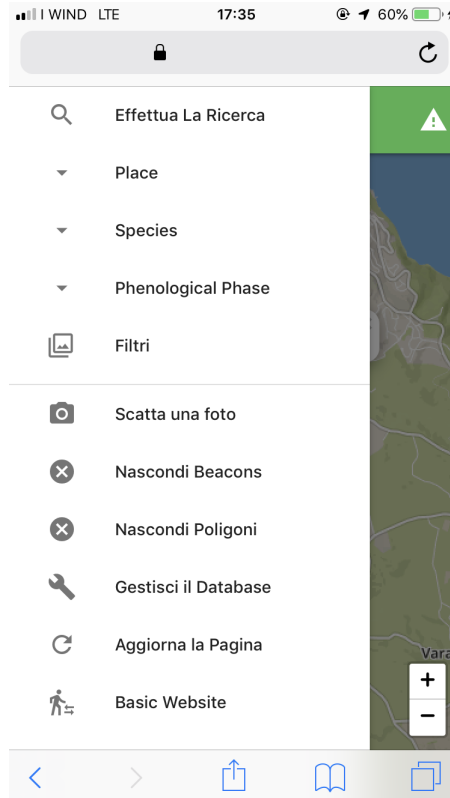 I WIND LTE 17:35 60%
Effettua La Ricerca
Place
Species
Phenological Phase
Filtri
Scatta una foto
Nascondi Beacons
Nascondi Poligoni
Gestisci il Database
Aggiorna la Pagina
Vara
Basic Website
+
−